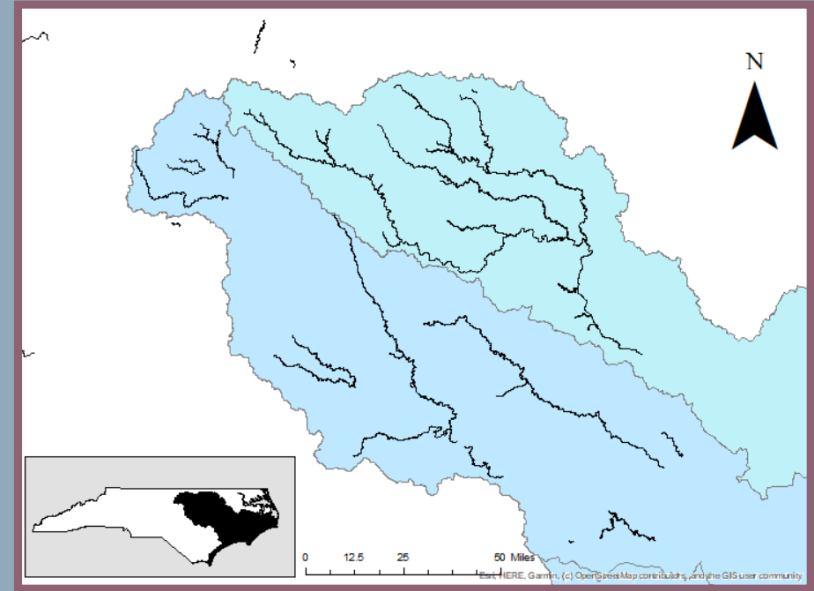 N
0 12.5 25 50 Miles
Esri, HERE, Garmin, (c) OpenStreetMap contributors, and the GIS user community